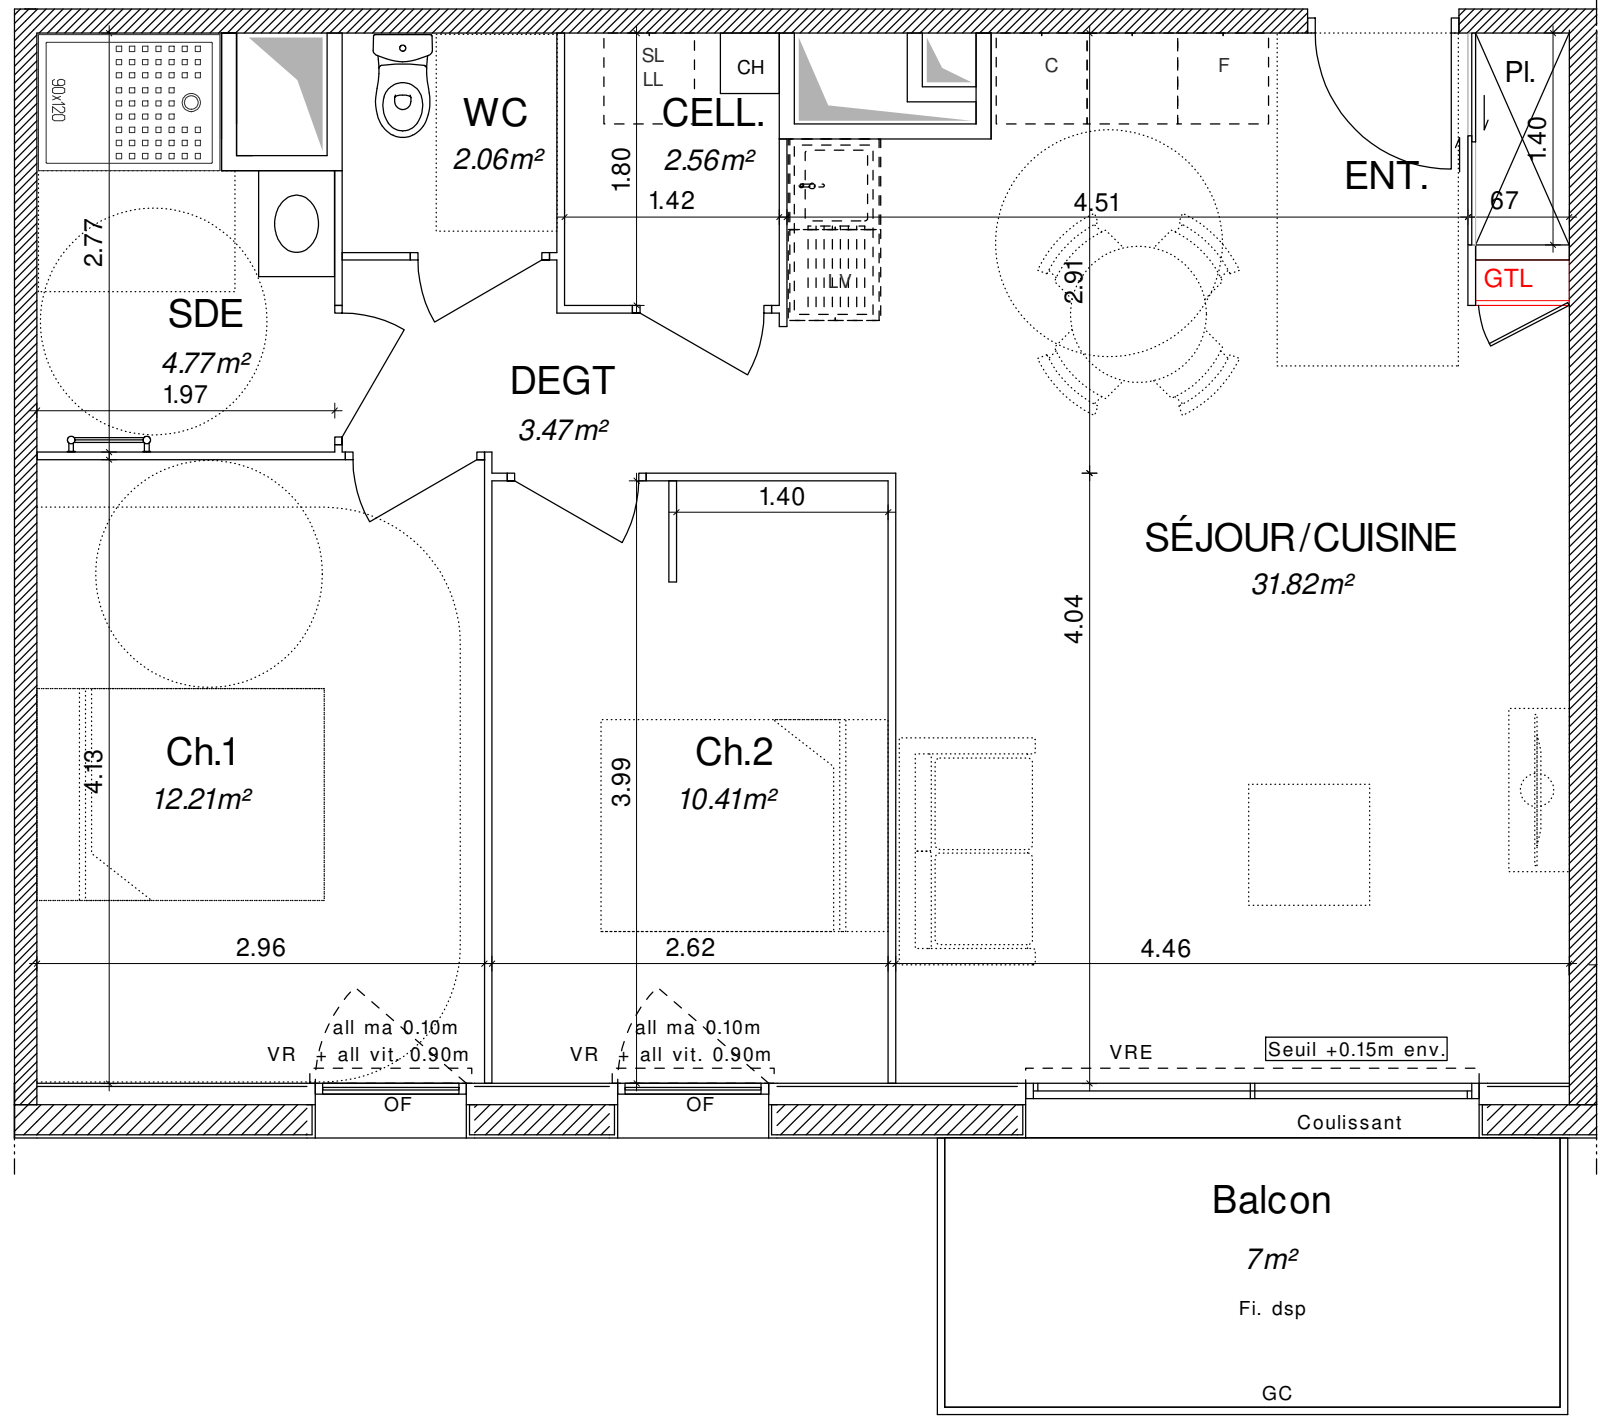 90x120
WC
2.06m²
SL
LL
CH
CELL.
2.56m²
1.80
1.42
C
F
Pl.
1.40
ENT.
67
4.51
2.91
LV
GTL
2.77
SDE
4.77m²
1.97
DEGT
3.47m²
1.40
SÉJOUR/CUISINE
31.82m²
4.04
Ch.1
12.21m²
4.13
Ch.2
10.41m²
3.99
2.96
2.62
4.46
all ma 0.10m
VR + all vit. 0.90m
OF
all ma 0.10m
VR + all vit. 0.90m
OF
VRE
Seuil +0.15m env.
Coulissant
Balcon
7m²
Fi. dsp
GC